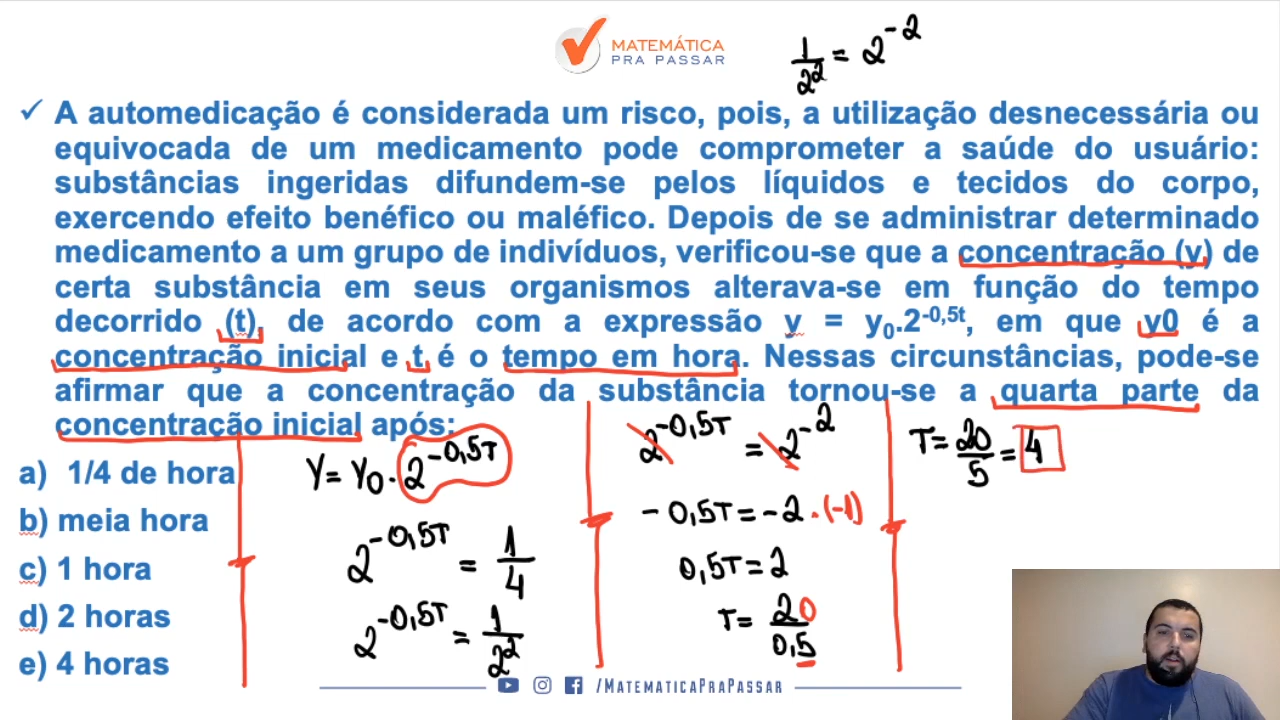 MATEMÁTICA
PRA PASSAR
1/2² = 2⁻²
✓ A automedicação é considerada um risco, pois, a utilização desnecessária ou
equivocada de um medicamento pode comprometer a saúde do usuário:
substâncias ingeridas difundem-se pelos líquidos e tecidos do corpo,
exercendo efeito benéfico ou maléfico. Depois de se administrar determinado
medicamento a um grupo de indivíduos, verificou-se que a concentração (y) de
certa substância em seus organismos alterava-se em função do tempo
decorrido (t), de acordo com a expressão y = y₀.2^-0,5t, em que y0 é a
concentração inicial e t é o tempo em hora. Nessas circunstâncias, pode-se
afirmar que a concentração da substância tornou-se a quarta parte da
concentração inicial após:
a) 1/4 de hora
b) meia hora
c) 1 hora
d) 2 horas
e) 4 horas
Y = Y₀ . 2^-0,5T
2^-0,5T = 1/4
2^-0,5T = 1/2²
2^-0,5T = 2^-2
-0,5T = -2 .(-1)
0,5T = 2
T = 20/0,5
T = 20/5 = 4
/MatematicaPraPassar